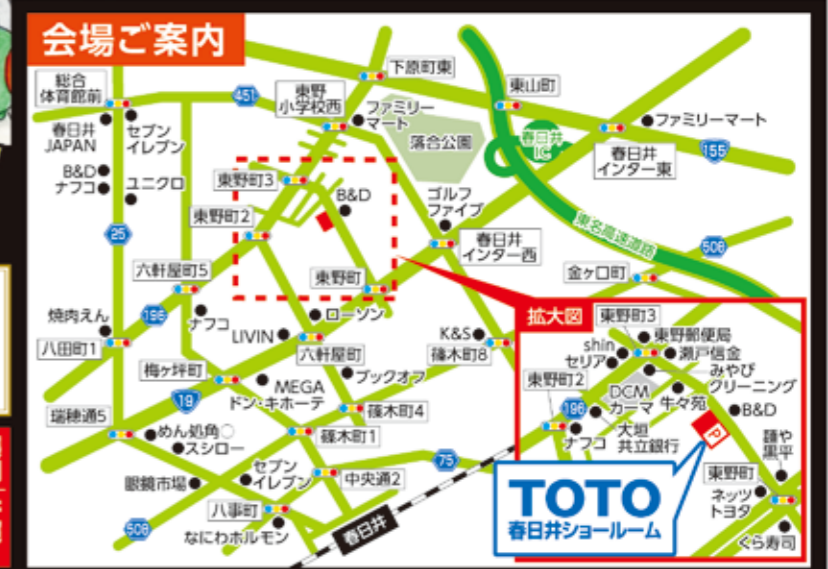 会場ご案内
総合
体育館前
451
東野
小学校西
下原町東
東山町
ファミリー
マート
春日井
JAPAN
セブン
イレブン
落合公園
春日井
IC
ファミリーマート
春日井
インター東
155
B&D
ナフコ
ユニクロ
東野町3
B&D
ゴルフ
ファイブ
東野町2
25
東名高速道路
508
春日井
インター西
六軒屋町5
東野町
金ヶ口町
196
ナフコ
ローソン
焼肉えん
八田町1
LIVIN
六軒屋町
K&S
篠木町8
梅ヶ坪町
19
MEGA
ドン・キホーテ
ブックオフ
篠木町4
瑞穂通5
めん処角○
スシロー
篠木町1
眼鏡市場
セブン
イレブン
中央通2
75
八事町
508
なにわホルモン
春日井
拡大図
東野町3
東野郵便局
shin
セリア
瀬戸信金
みやび
クリーニング
東野町2
DCM
カーマ
牛々苑
196
B&D
ナフコ
大垣
共立銀行
P
麺や
黒平
東野町
ネッツ
トヨタ
くら寿司
TOTO
春日井ショールーム